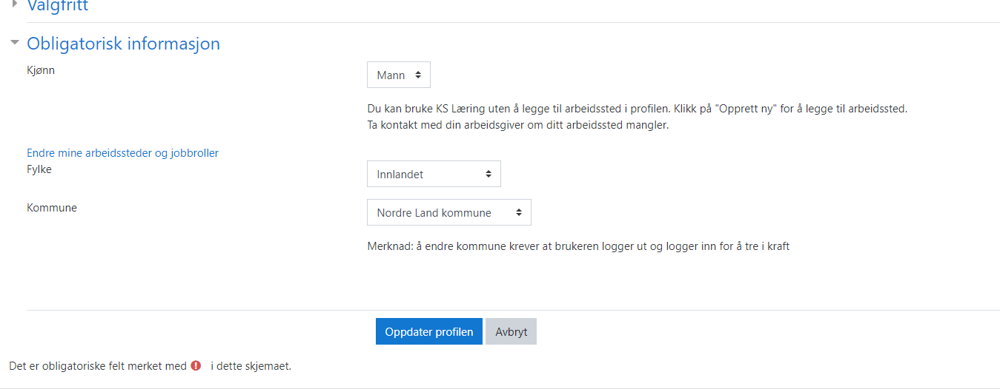 Valgfritt
Obligatorisk informasjon
Kjønn
Mann
Du kan bruke KS Læring uten å legge til arbeidssted i profilen. Klikk på "Opprett ny" for å legge til arbeidssted.
Ta kontakt med din arbeidsgiver om ditt arbeidssted mangler.
Endre mine arbeidssteder og jobbroller
Fylke
Innlandet
Kommune
Nordre Land kommune
Merknad: å endre kommune krever at brukeren logger ut og logger inn for å tre i kraft
Oppdater profilen
Avbryt
Det er obligatoriske felt merket med i dette skjemaet.